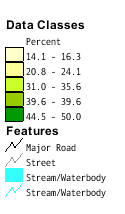 Data Classes
Percent
14.1 - 16.3
20.8 - 24.1
31.0 - 35.6
39.6 - 39.6
44.5 - 50.0
Features
Major Road
Street
Stream/Waterbody
Stream/Waterbody